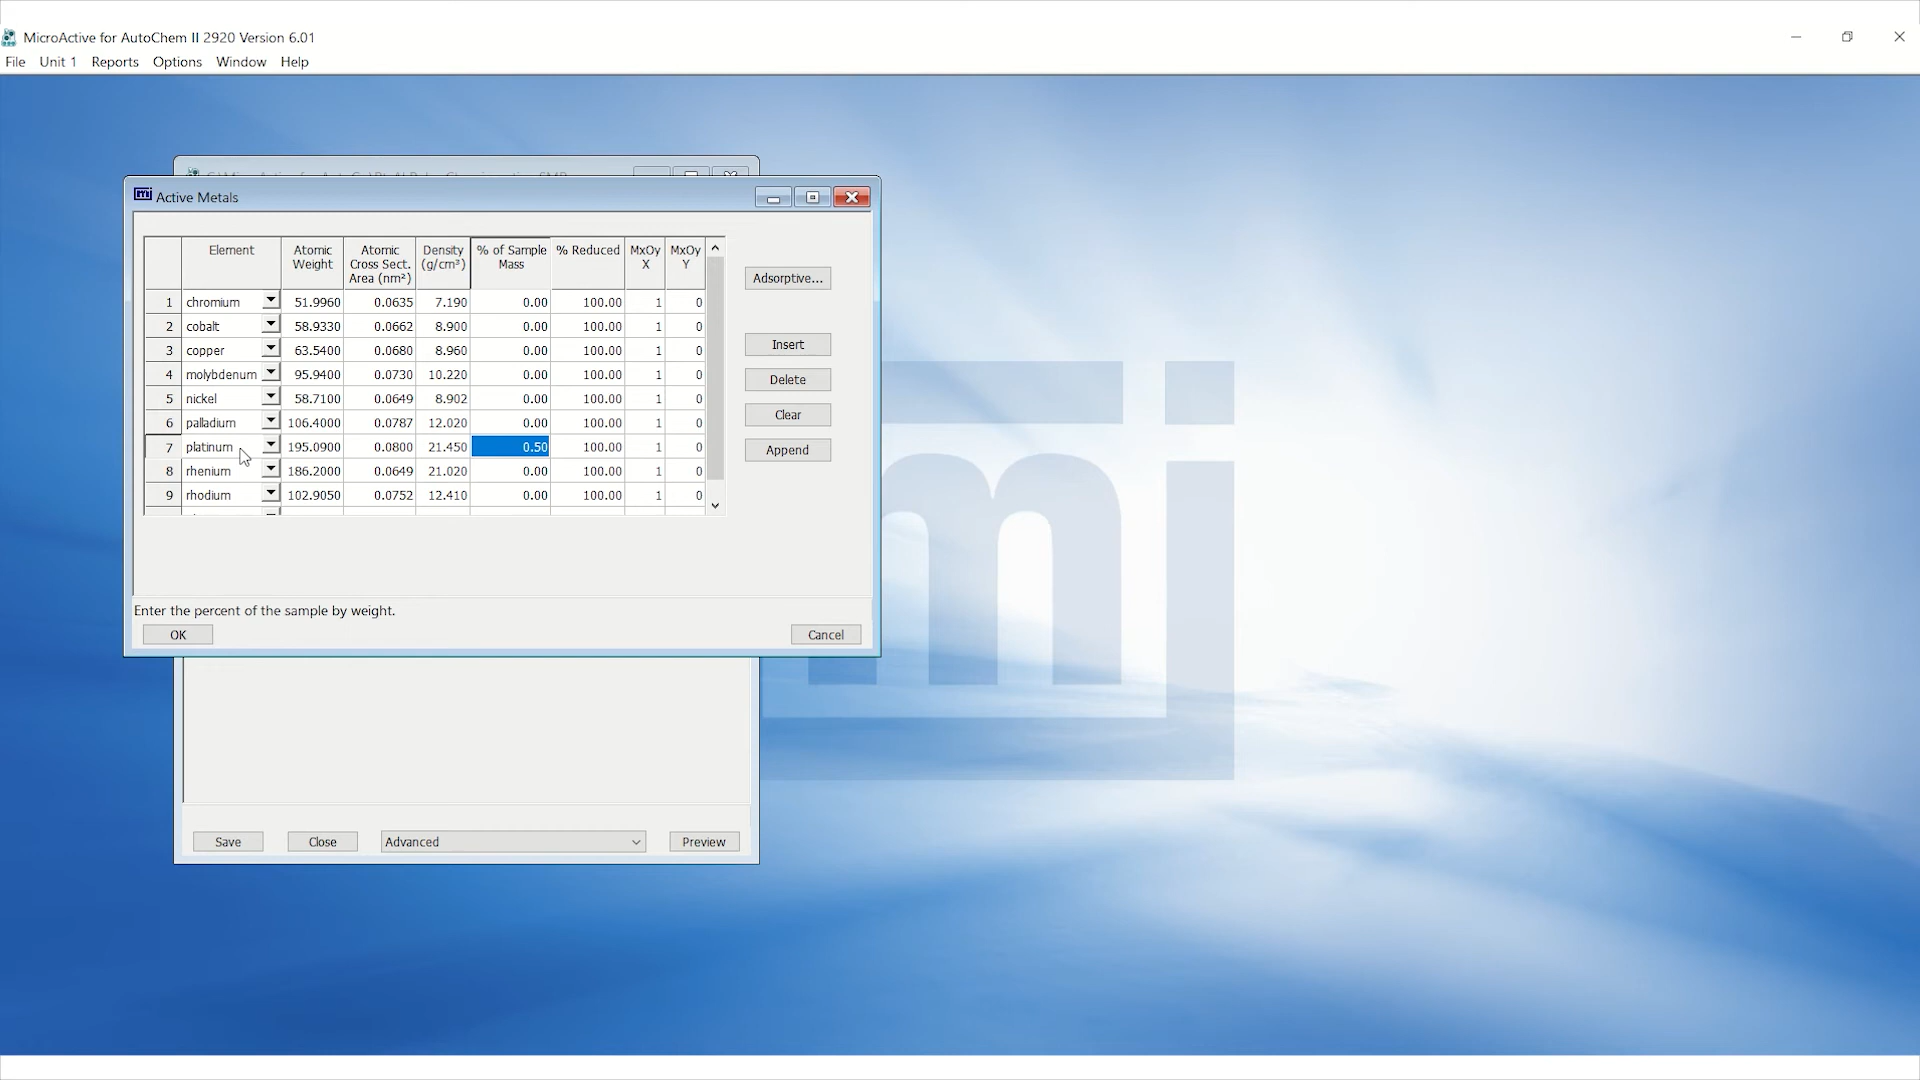 MicroActive for AutoChem II 2920 Version 6.01
File Unit 1 Reports Options Window Help
Active Metals
Element Atomic Weight Atomic Cross Sect. Area (nm²) Density (g/cm³) % of Sample Mass % Reduced MxOy X MxOy Y
1 chromium 51.9960 0.0635 7.190 0.00 100.00 1 0
2 cobalt 58.9330 0.0662 8.900 0.00 100.00 1 0
3 copper 63.5400 0.0680 8.960 0.00 100.00 1 0
4 molybdenum 95.9400 0.0730 10.220 0.00 100.00 1 0
5 nickel 58.7100 0.0649 8.902 0.00 100.00 1 0
6 palladium 106.4000 0.0787 12.020 0.00 100.00 1 0
7 platinum 195.0900 0.0800 21.450 0.50 100.00 1 0
8 rhenium 186.2000 0.0649 21.020 0.00 100.00 1 0
9 rhodium 102.9050 0.0752 12.410 0.00 100.00 1 0
Adsorptive...
Insert
Delete
Clear
Append
Enter the percent of the sample by weight.
OK Cancel
Save Close Advanced Preview
mi